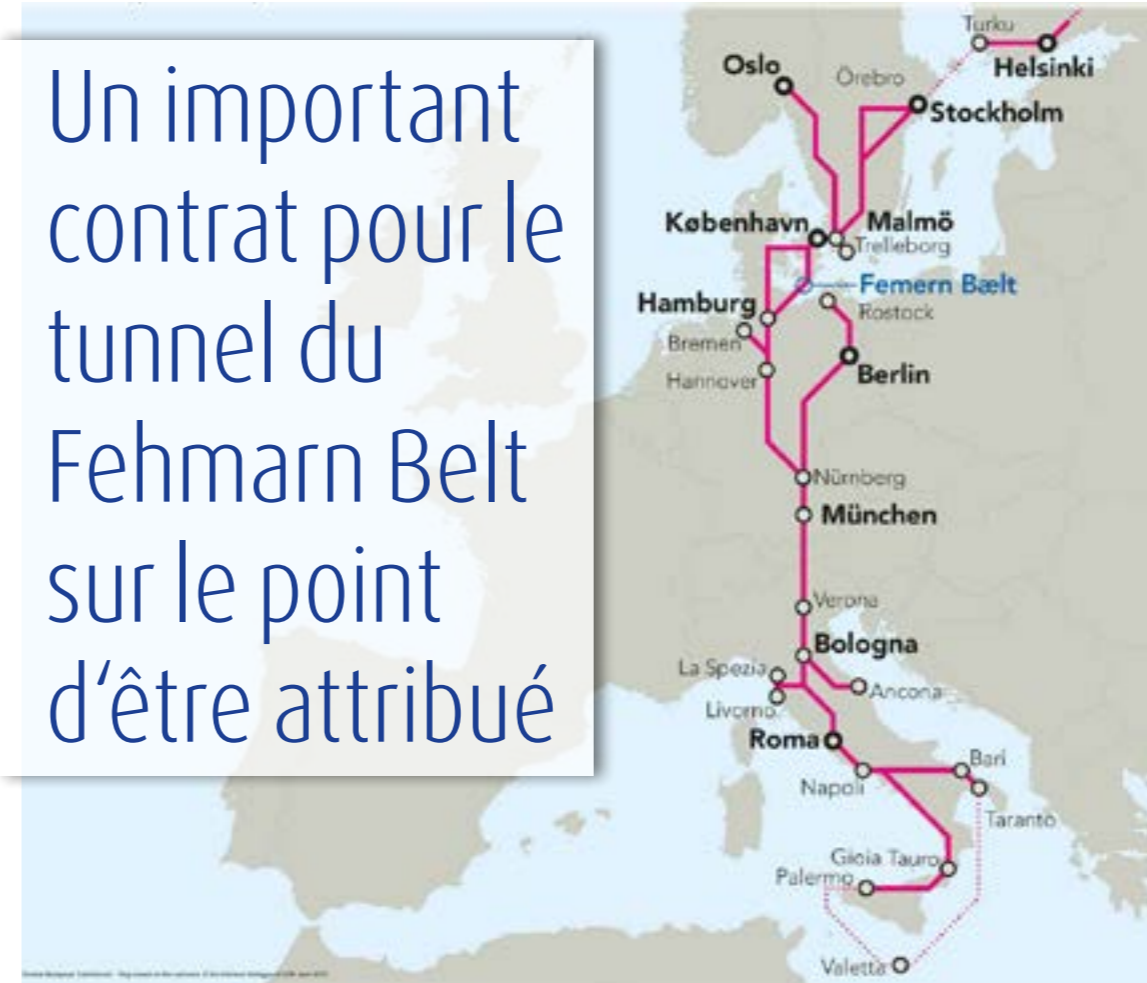 Un important
contrat pour le
tunnel du
Fehmarn Belt
sur le point
d'être attribué
Turku
Helsinki
Oslo
Örebro
Stockholm
København
Malmö
Trelleborg
Femern Bælt
Hamburg
Rostock
Bremen
Berlin
Hannover
Nürnberg
München
Verona
Bologna
La Spezia
Ancona
Livorno
Roma
Bari
Napoli
Taranto
Gioia Tauro
Palermo
Valetta